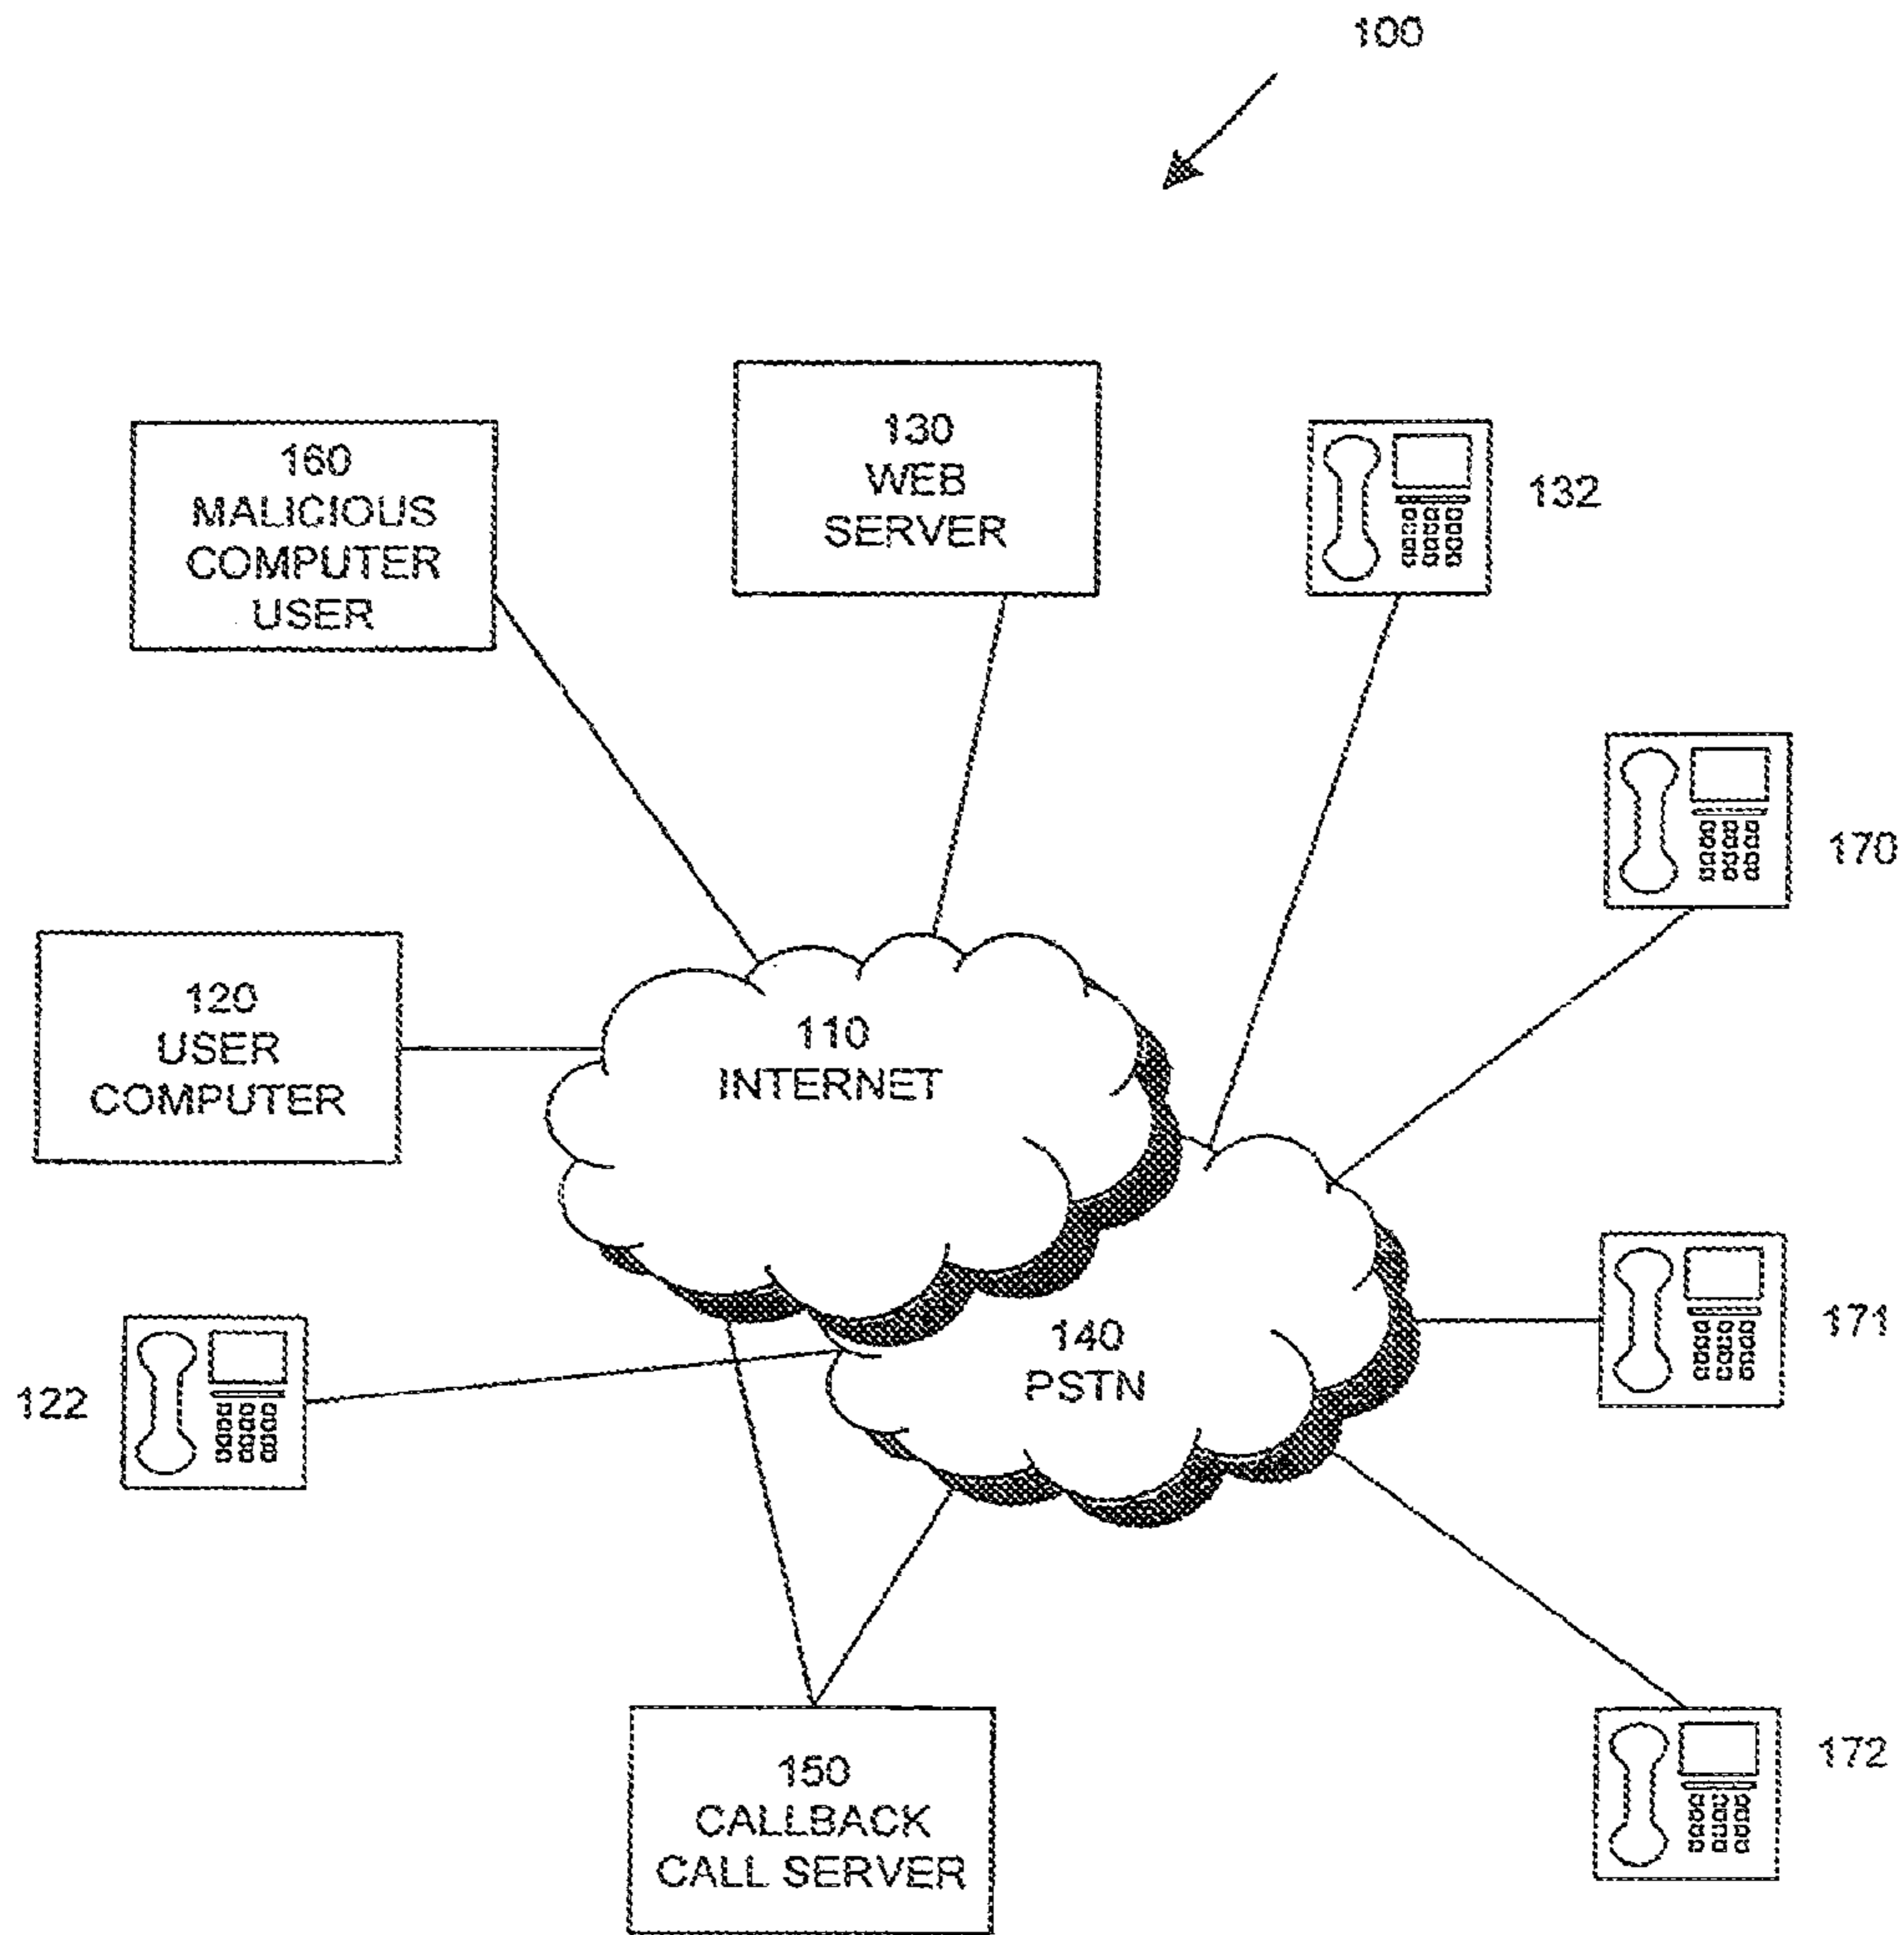 100
130
WEB
SERVER
160
MALICIOUS
COMPUTER
USER
132
170
120
USER
COMPUTER
110
INTERNET
140
PSTN
171
122
172
150
CALLBACK
CALL SERVER